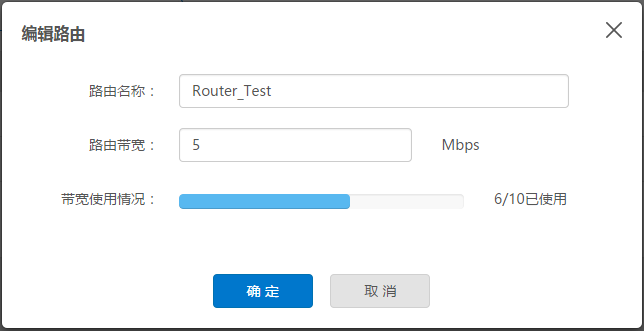 编辑路由
路由名称： Router_Test
路由带宽： 5 Mbps
带宽使用情况： 6/10已使用
确 定 取 消